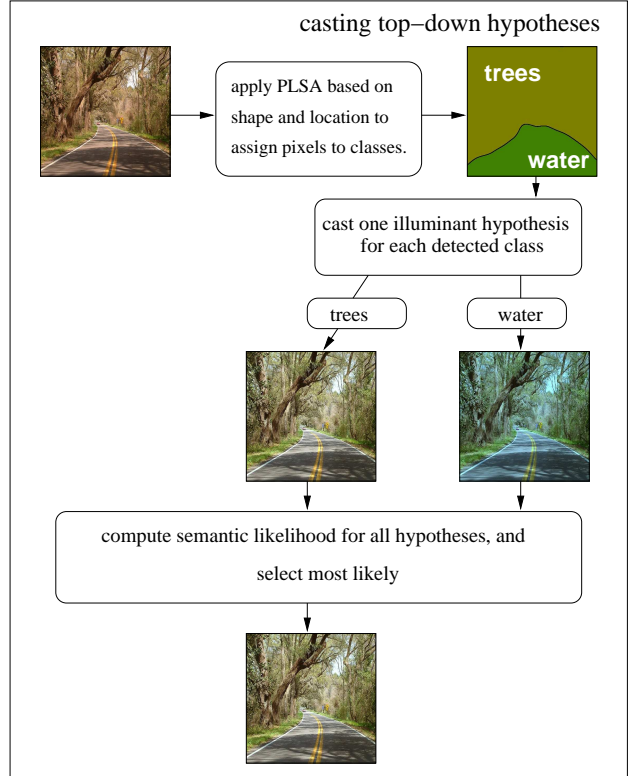 casting top−down hypotheses
apply PLSA based on
shape and location to
assign pixels to classes.
trees
water
cast one illuminant hypothesis
for each detected class
trees
water
compute semantic likelihood for all hypotheses, and
select most likely